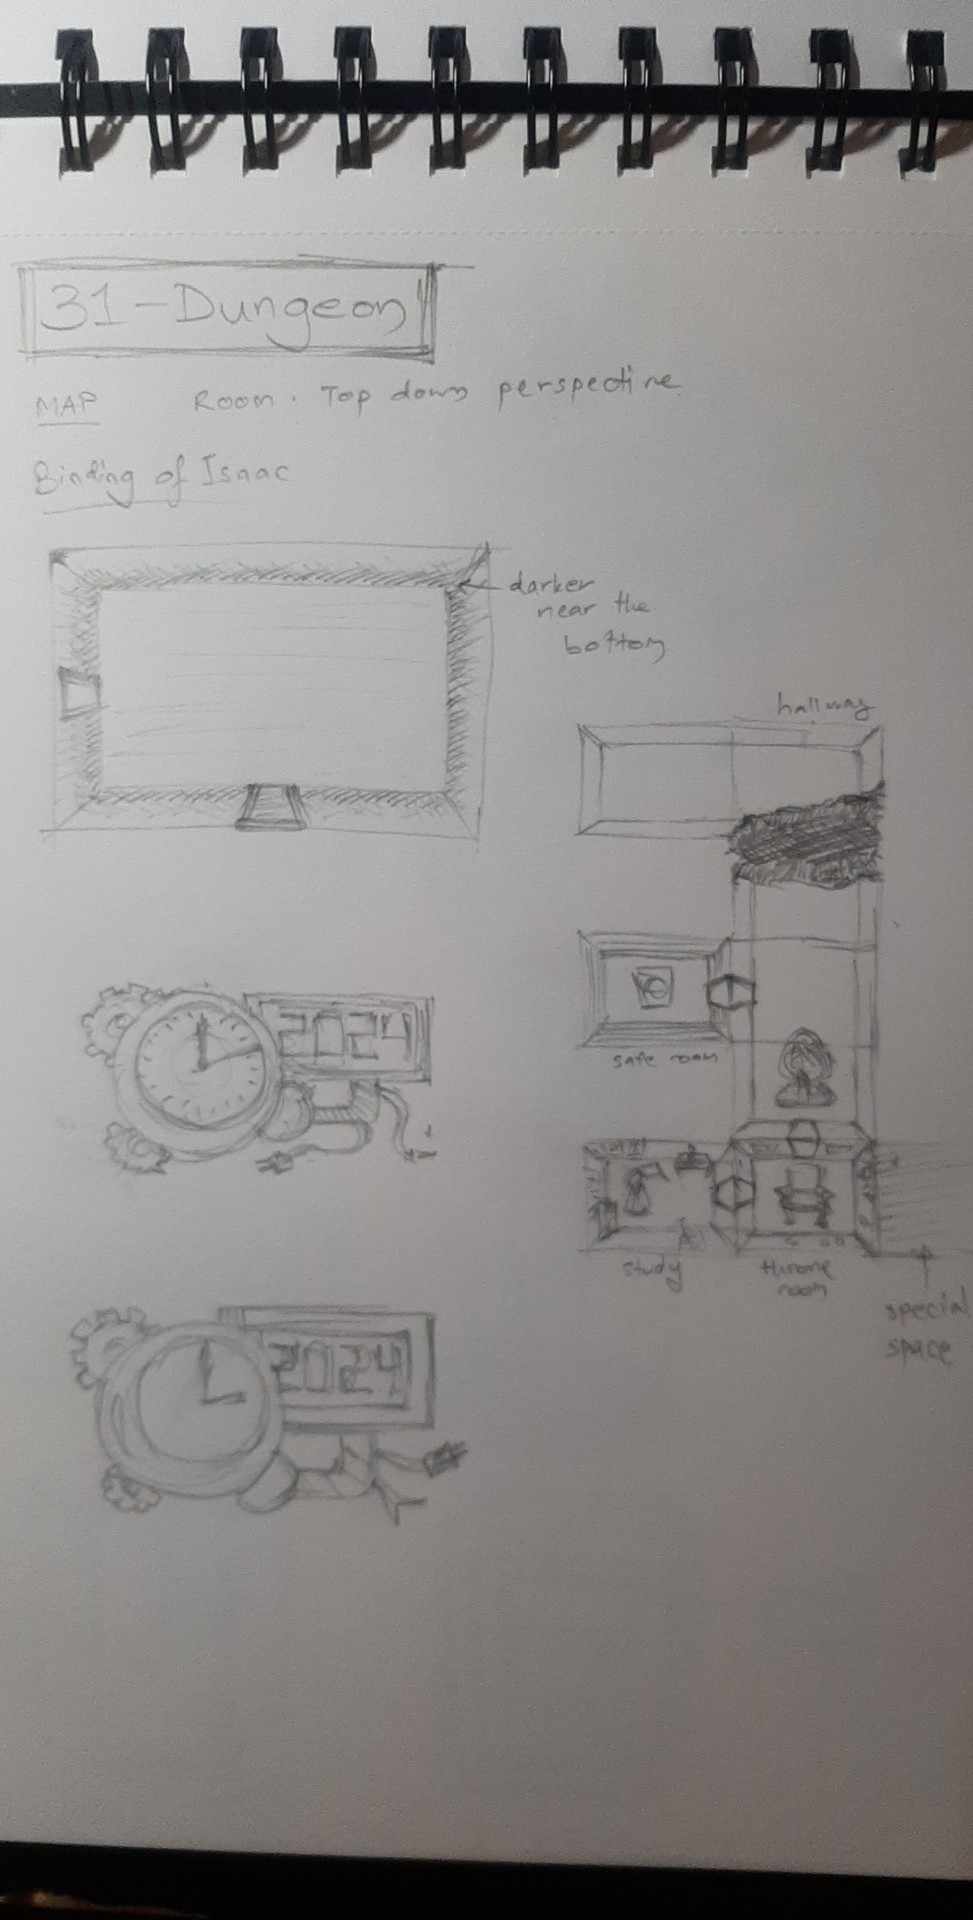 31-Dungeon
MAP Room. Top down perspective
Binding of Isaac
darker
near the
bottom
hallway
2024
safe room
study
throne
room
special
space
2024